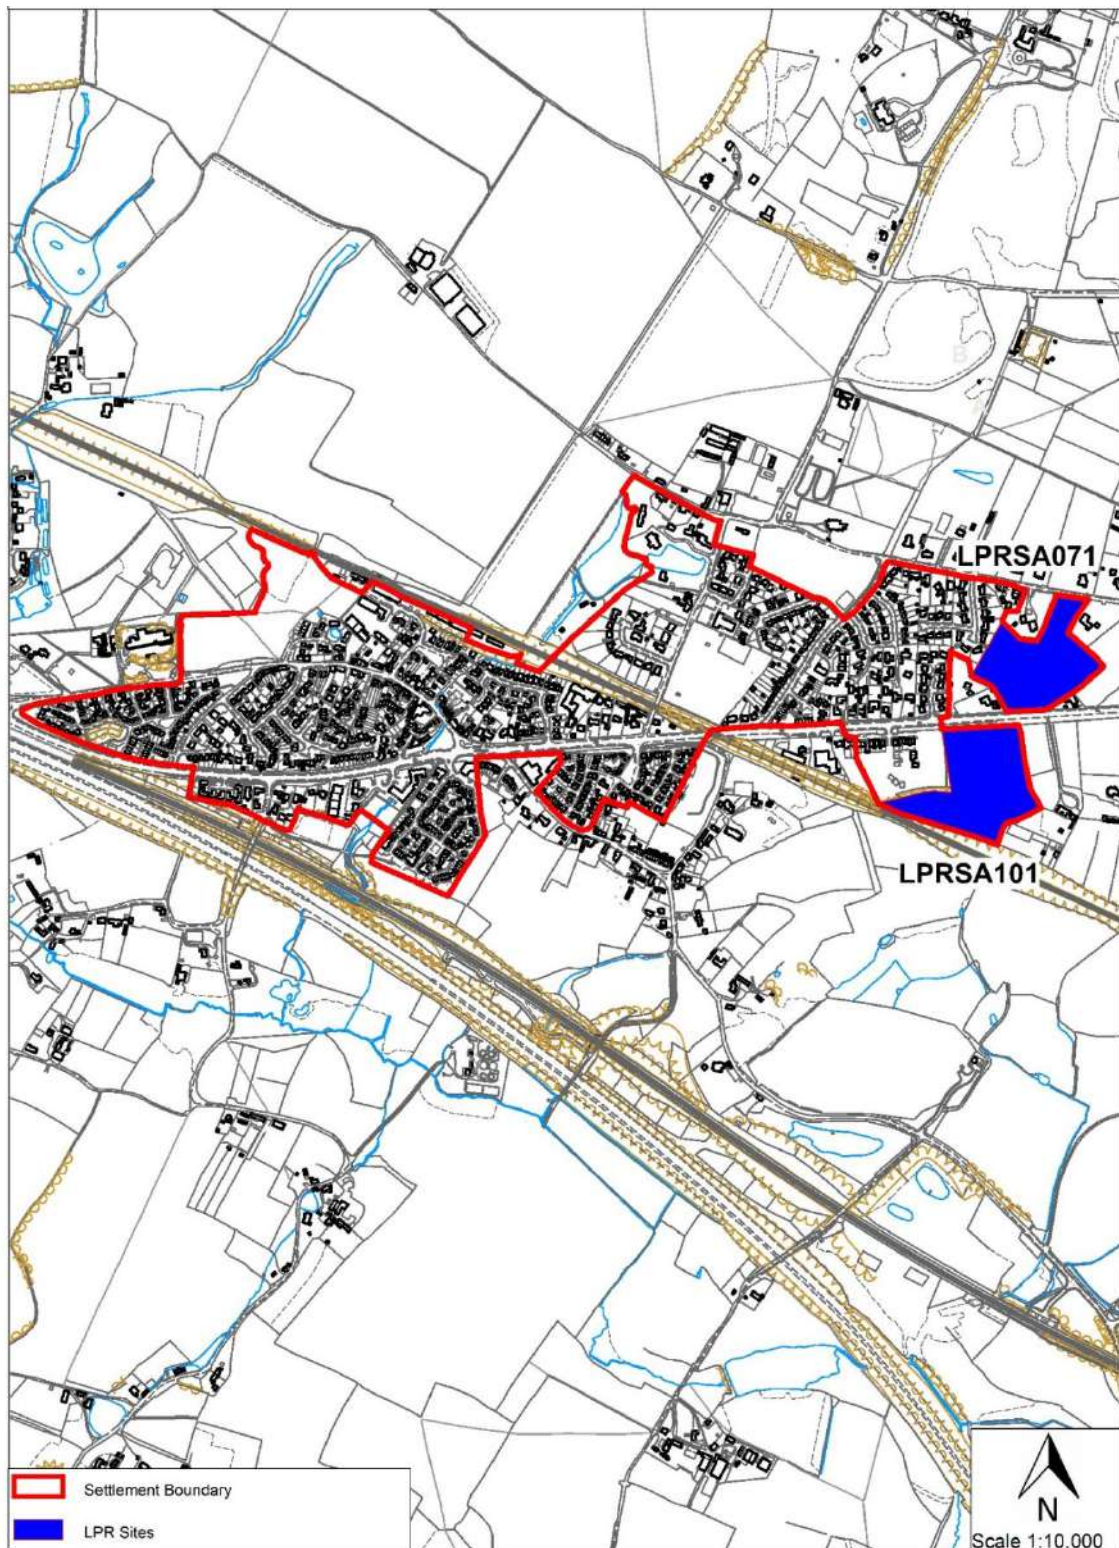 LPRSA071
LPRSA101
Settlement Boundary
LPR Sites
N
Scale 1:10,000